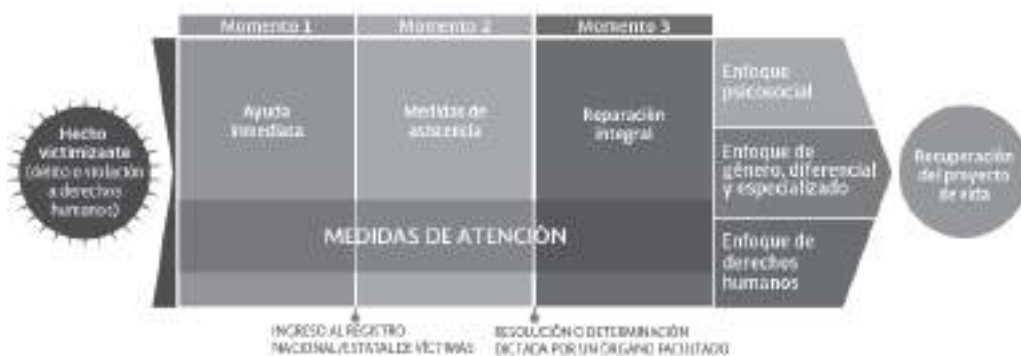 Momento 1
Momento 2
Momento 3
Hecho
victimizante
(delito o violación
a derechos
humanos)
Ayuda
inmediata
Medidas de
asistencia
Reparación
integral
MEDIDAS DE ATENCIÓN
Enfoque
psicosocial
Enfoque de
género, diferencial
y especializado
Enfoque de
derechos
humanos
Recuperación
del proyecto
de vida
INGRESO AL REGISTRO
NACIONAL/ESTATAL DE VÍCTIMAS
RESOLUCIÓN O DETERMINACIÓN
DICTADA POR UN ÓRGANO FACULTADO